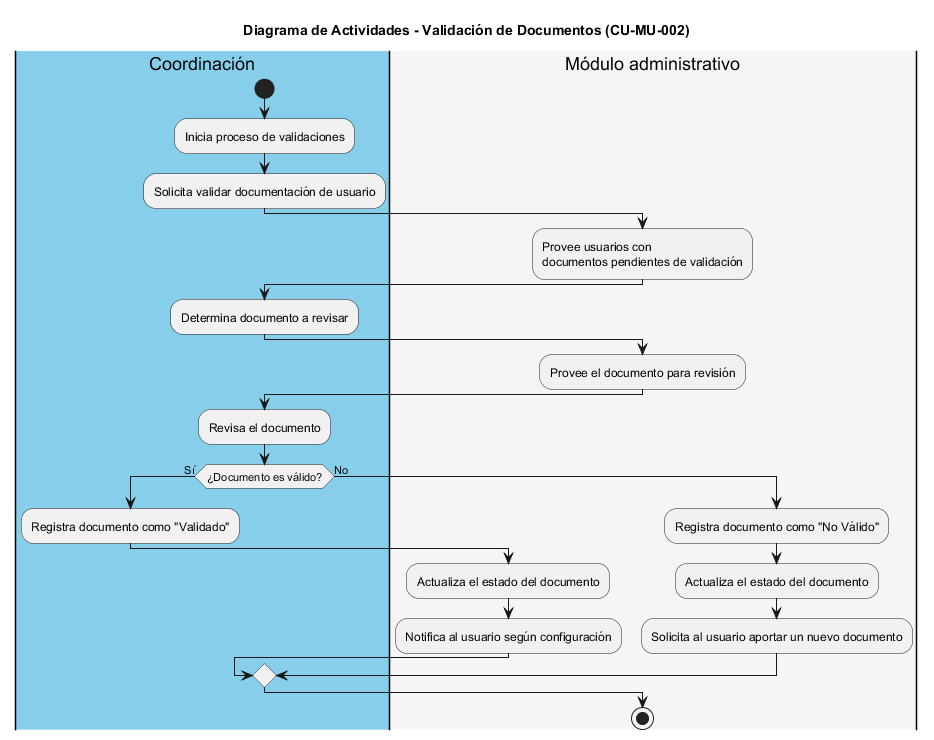 Diagrama de Actividades - Validación de Documentos (CU-MU-002)
Coordinación
Módulo administrativo
Inicia proceso de validaciones
Solicita validar documentación de usuario
Provee usuarios con
documentos pendientes de validación
Determina documento a revisar
Provee el documento para revisión
Revisa el documento
Sí
¿Documento es válido?
No
Registra documento como "Validado"
Registra documento como "No Válido"
Actualiza el estado del documento
Actualiza el estado del documento
Notifica al usuario según configuración
Solicita al usuario aportar un nuevo documento